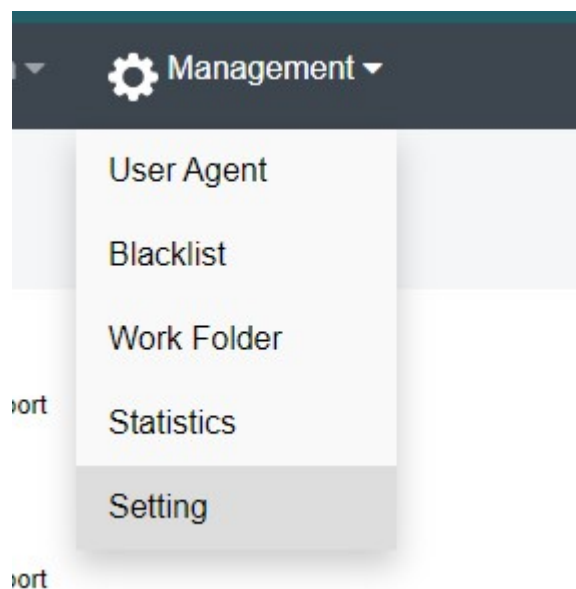 Management
User Agent
Blacklist
Work Folder
Statistics
Setting